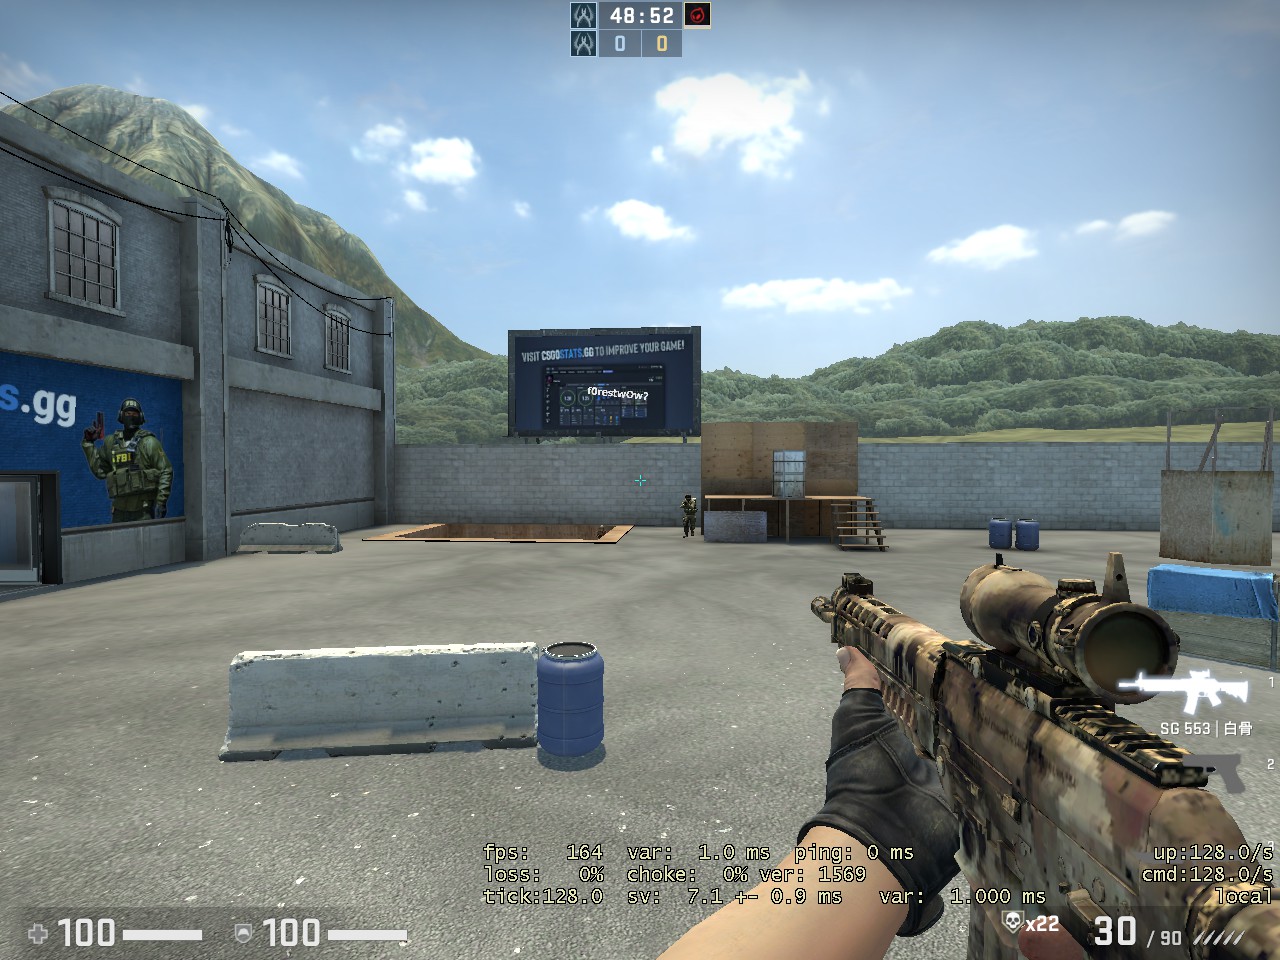 48:52
0 0
VISIT CSGOSTATS.GG TO IMPROVE YOUR GAME!
f0restwOw?
s.gg
FBI
1
SG 553 | 白骨
2
fps: 164 var: 1.0 ms ping: 0 ms
up:128.0/s
loss: 0% choke: 0% ver: 1569
cmd:128.0/s
tick:128.0 sv: 7.1 +- 0.9 ms var: 1.000 ms
local
100 100
x22
30 / 90